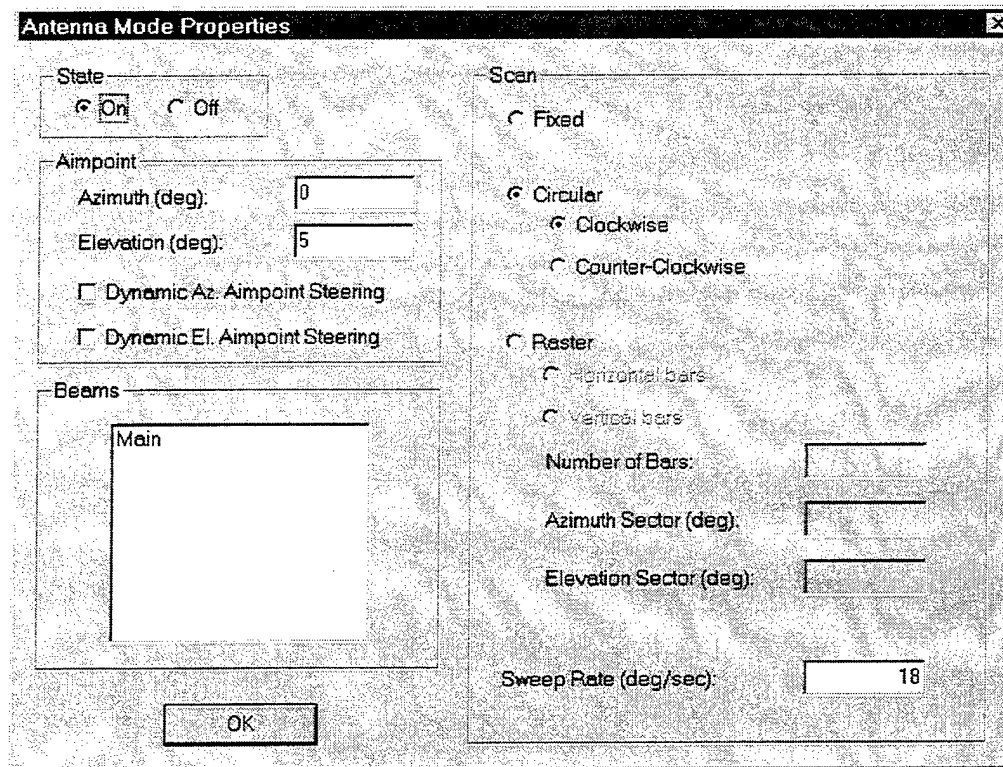 Antenna Mode Properties
State
On Off
Aimpoint
Azimuth (deg): 0
Elevation (deg): 5
Dynamic Az. Aimpoint Steering
Dynamic El. Aimpoint Steering
Beams
Main
OK
Scan
Fixed
Circular
Clockwise
Counter-Clockwise
Raster
Horizontal bars
Vertical bars
Number of Bars:
Azimuth Sector (deg):
Elevation Sector (deg):
Sweep Rate (deg/sec): 18